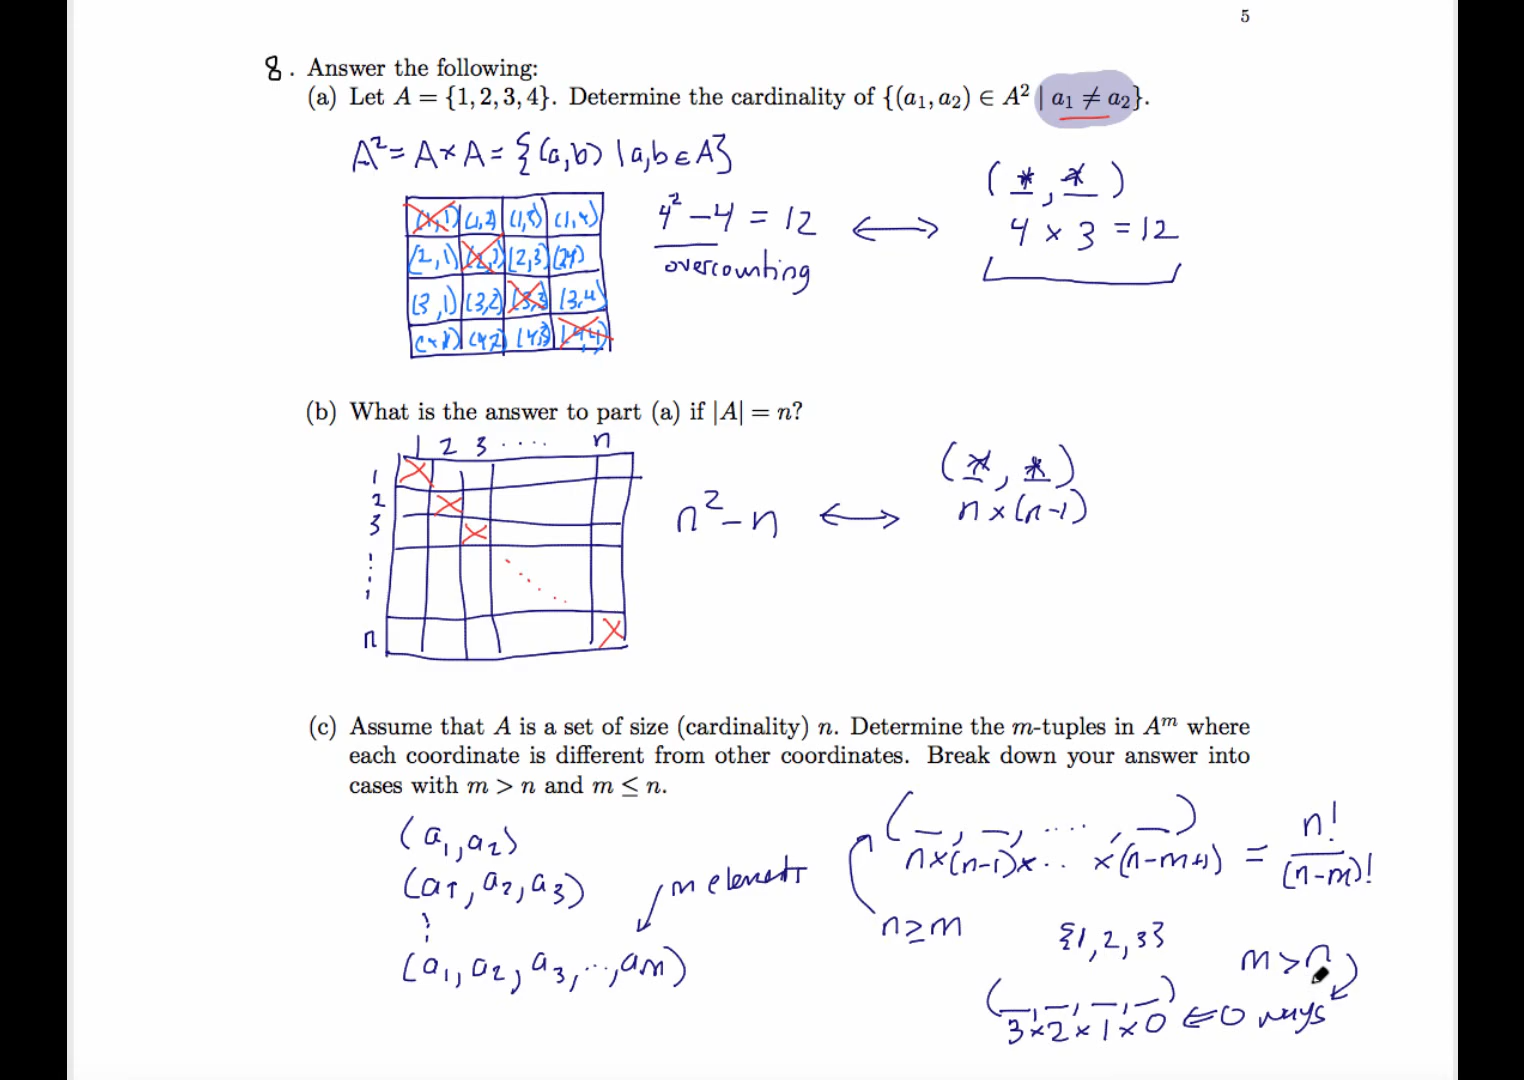 5
8. Answer the following:
(a) Let A = {1, 2, 3, 4}. Determine the cardinality of {(a₁, a₂) ∈ A² | a₁ ≠ a₂}.
A² = A × A = {(a,b) | a,b ∈ A}
(1,1) (1,2) (1,3) (1,4)
(2,1) (2,2) (2,3) (2,4)
(3,1) (3,2) (3,3) (3,4)
(4,1) (4,2) (4,3) (4,4)
4² - 4 = 12 ⟷
overcounting
(*, *)
4 × 3 = 12
(b) What is the answer to part (a) if |A| = n?
1 2 3 .... n
1
2
3
⋮
n
n² - n ⟷
(*, *)
n × (n-1)
(c) Assume that A is a set of size (cardinality) n. Determine the m-tuples in Aᵐ where
each coordinate is different from other coordinates. Break down your answer into
cases with m > n and m ≤ n.
(a₁, a₂)
(a₁, a₂, a₃)
⋮
(a₁, a₂, a₃, ..., aₘ)
m elements
(_, _, ...., _)
n × (n-1) × ... × (n-m+1) = n!/(n-m)!
n ≥ m
{1, 2, 3}
m > n
(_, _, _, _)
3 × 2 × 1 × 0 ⇐ 0 ways